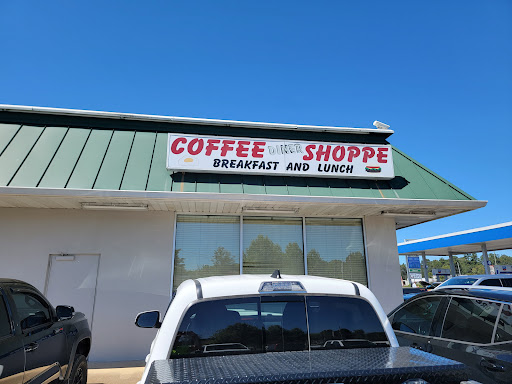 COFFEE DINER SHOPPE
BREAKFAST AND LUNCH